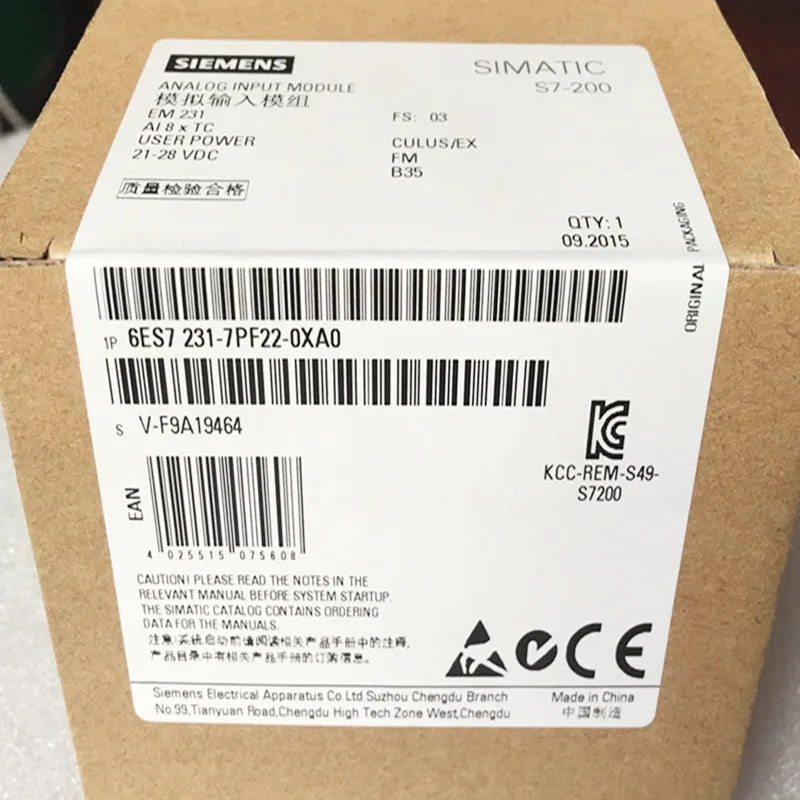 SIEMENS
SIMATIC
S7-200
ANALOG INPUT MODULE
模拟输入模组
EM 231
AI 8 x TC
USER POWER
21-28 VDC
FS: 03
CULUS/EX
FM
B35
质量检验合格
QTY: 1
09.2015
ORIGINAL PACKAGING
1P 6ES7 231-7PF22-0XA0
S V-F9A19464
KCC-REM-S49-
S7200
EAN
4 025515 075608
CAUTION! PLEASE READ THE NOTES IN THE
RELEVANT MANUAL BEFORE SYSTEM STARTUP.
THE SIMATIC CATALOG CONTAINS ORDERING
DATA FOR THE MANUALS.
注意:系统启动前请阅读相关产品手册中的注释,
产品目录中有相关产品手册的订购信息。
CE
Siemens Electrical Apparatus Co.Ltd Suzhou Chengdu Branch
No.99,Tianyuan Road,Chengdu High Tech Zone West,Chengdu
Made in China
中国制造